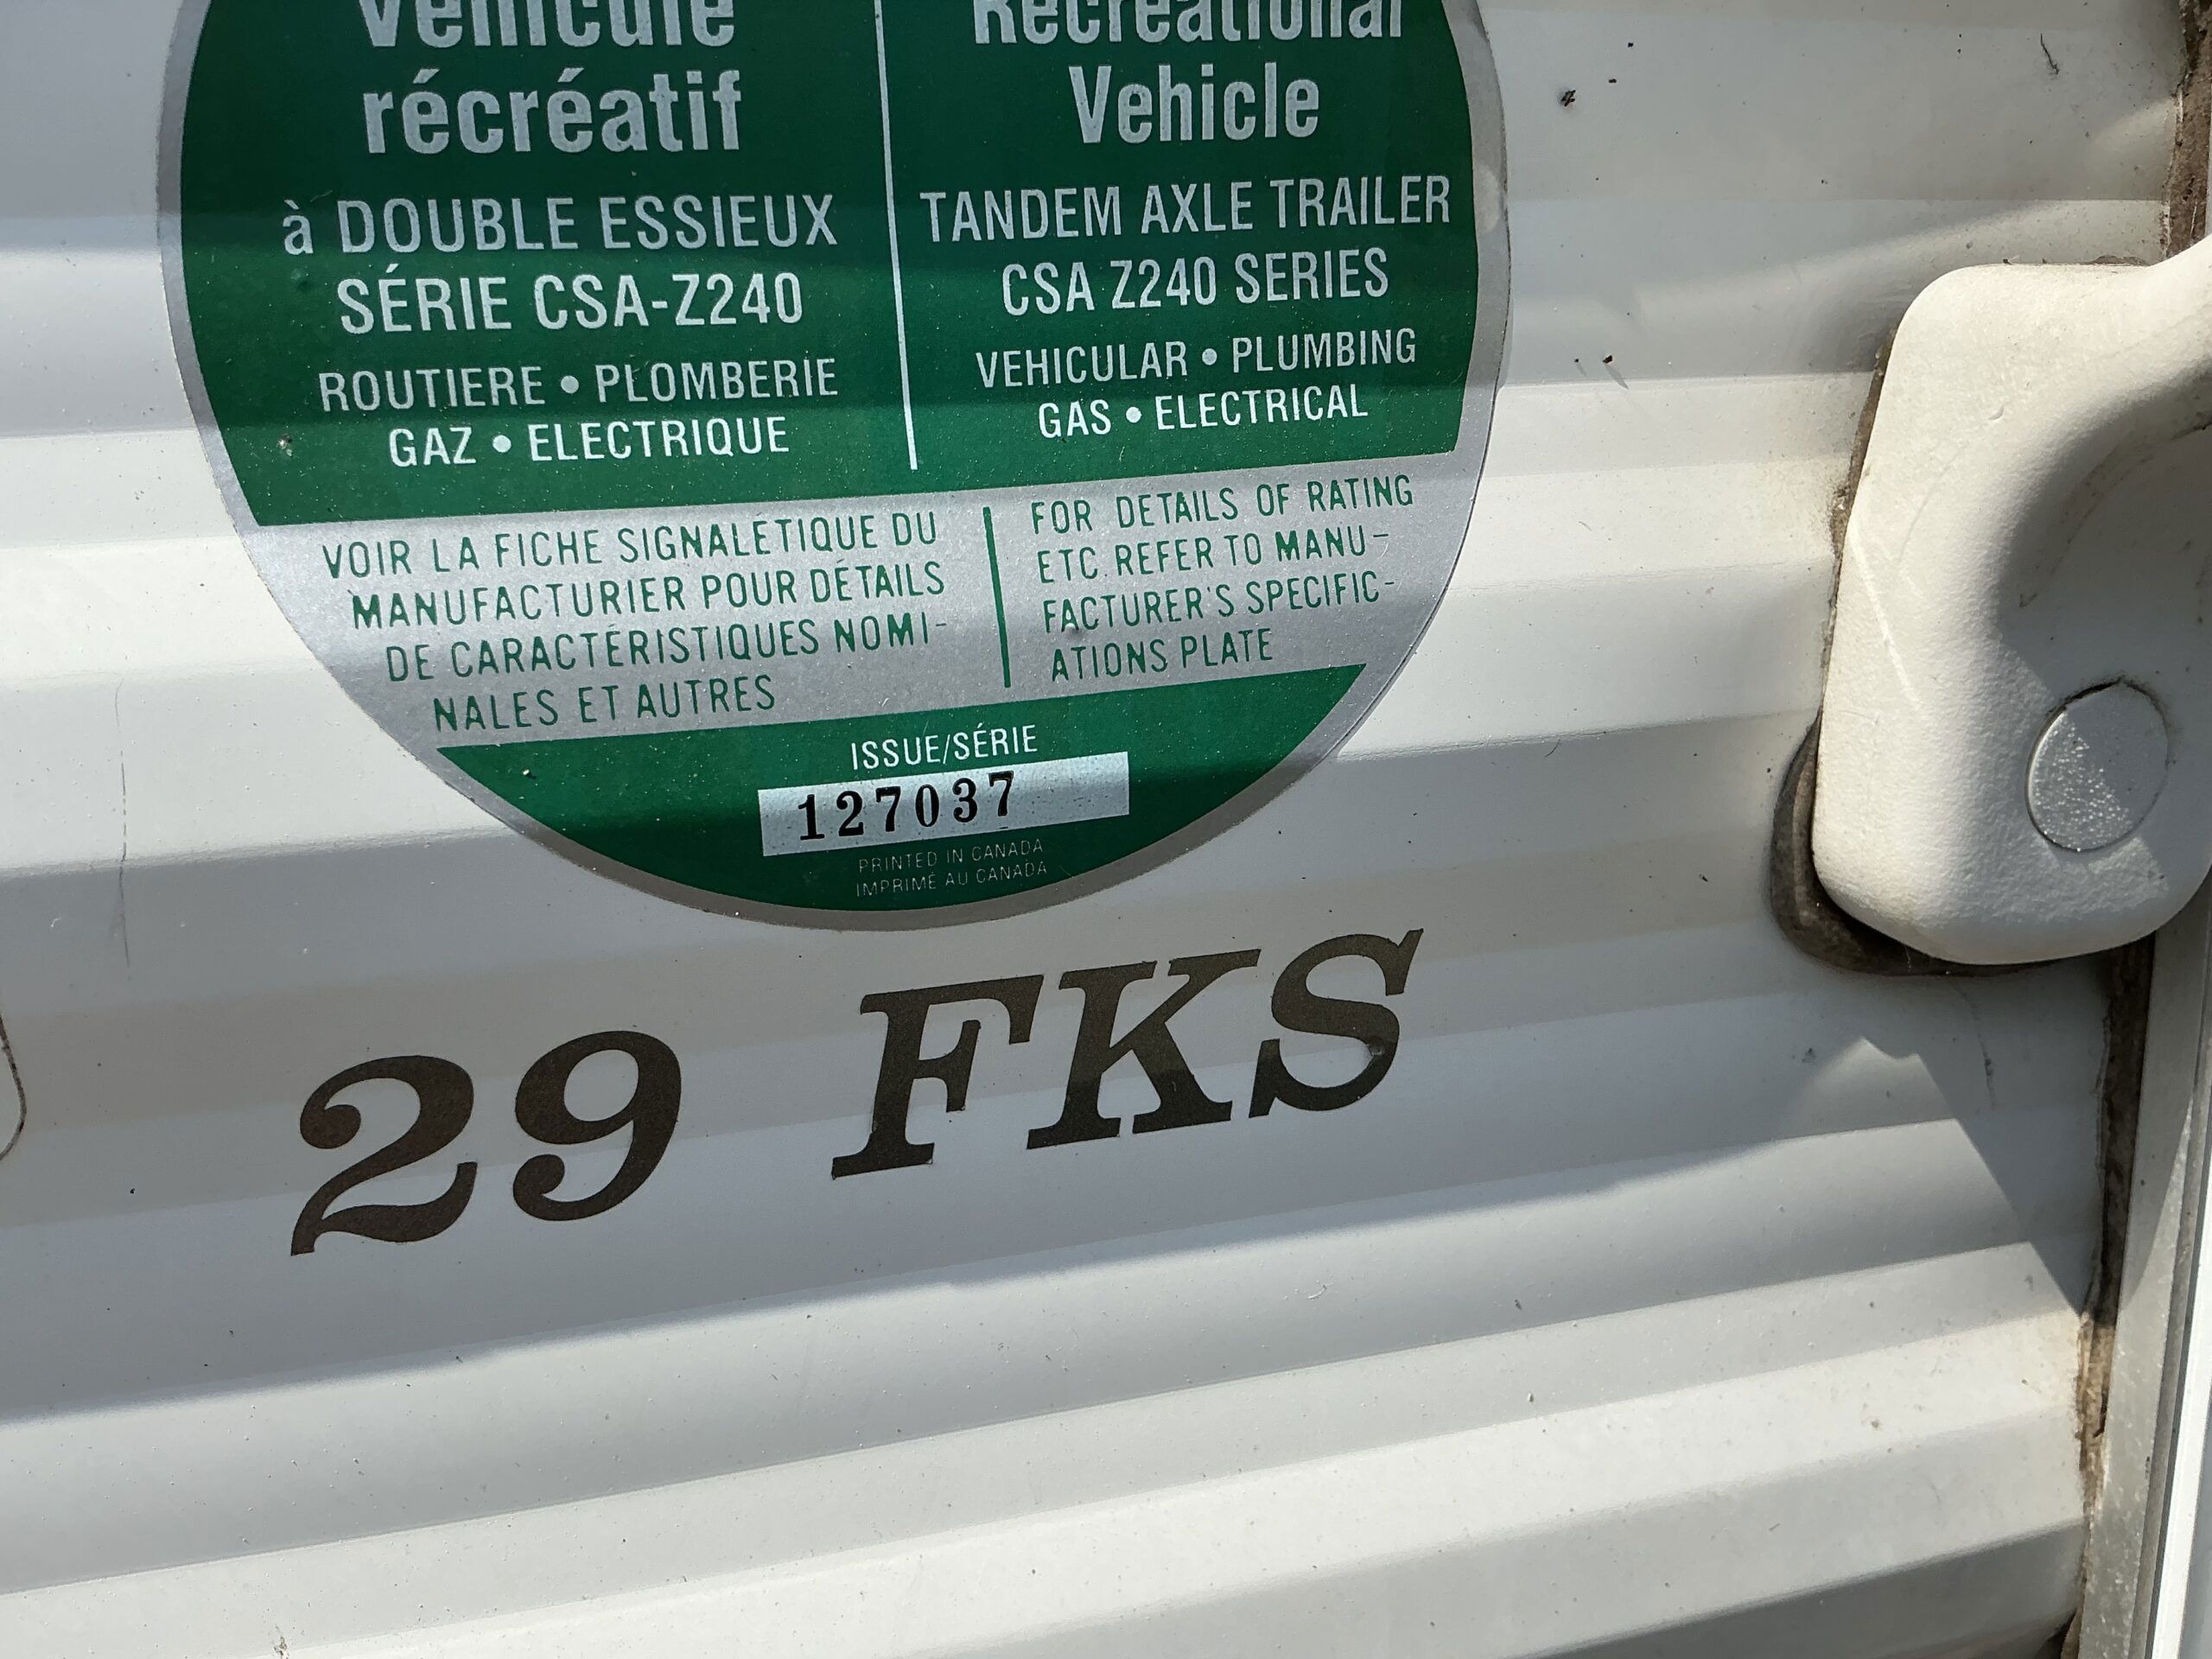 Véhicule
récréatif
à DOUBLE ESSIEUX
SÉRIE CSA-Z240
ROUTIERE • PLOMBERIE
GAZ • ELECTRIQUE
Recreational
Vehicle
TANDEM AXLE TRAILER
CSA Z240 SERIES
VEHICULAR • PLUMBING
GAS • ELECTRICAL
VOIR LA FICHE SIGNALETIQUE DU
MANUFACTURIER POUR DÉTAILS
DE CARACTÉRISTIQUES NOMI-
NALES ET AUTRES
FOR DETAILS OF RATING
ETC. REFER TO MANU-
FACTURER'S SPECIFIC-
ATIONS PLATE
ISSUE/SÉRIE
127037
PRINTED IN CANADA
IMPRIMÉ AU CANADA
29 FKS